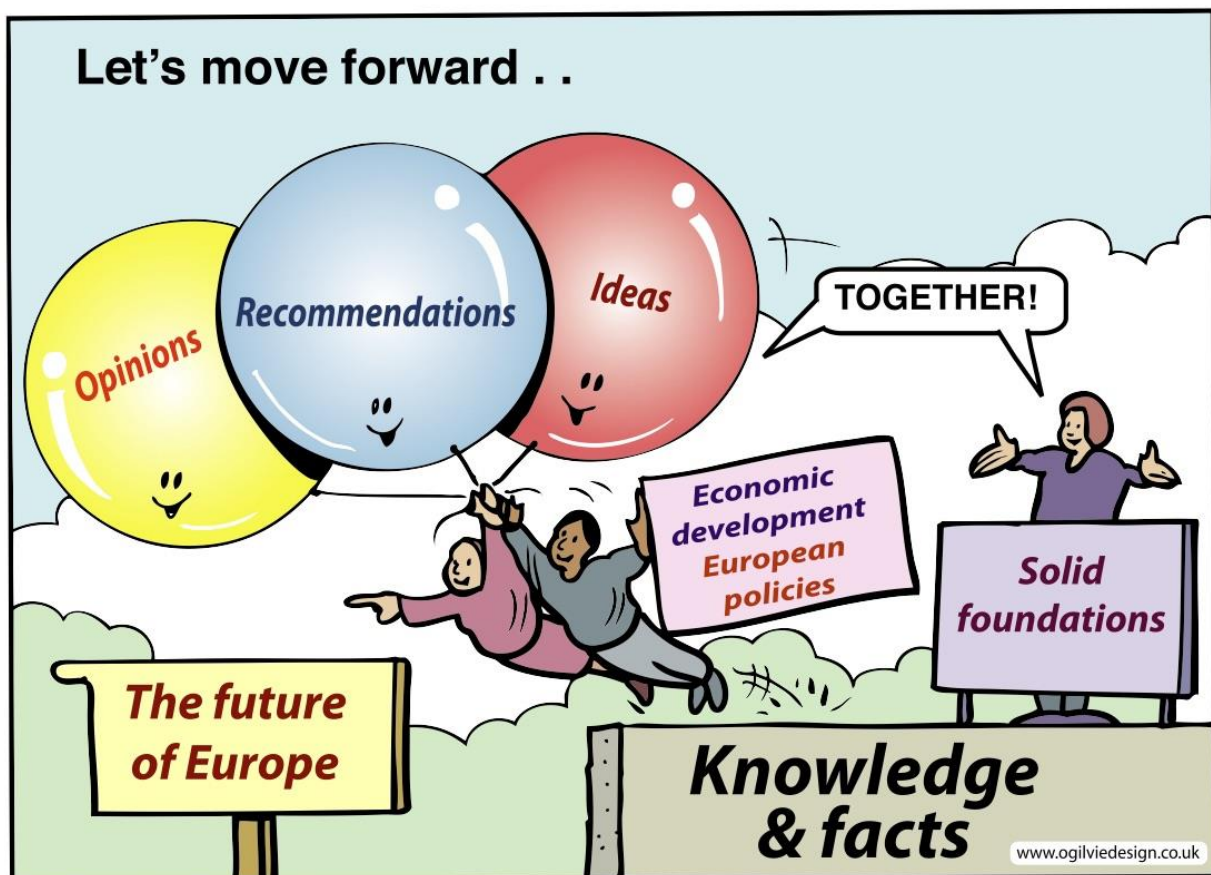 Let's move forward . .
Opinions
Recommendations
Ideas
TOGETHER!
Economic
development
European
policies
Solid
foundations
The future
of Europe
Knowledge
& facts
www.ogilviedesign.co.uk